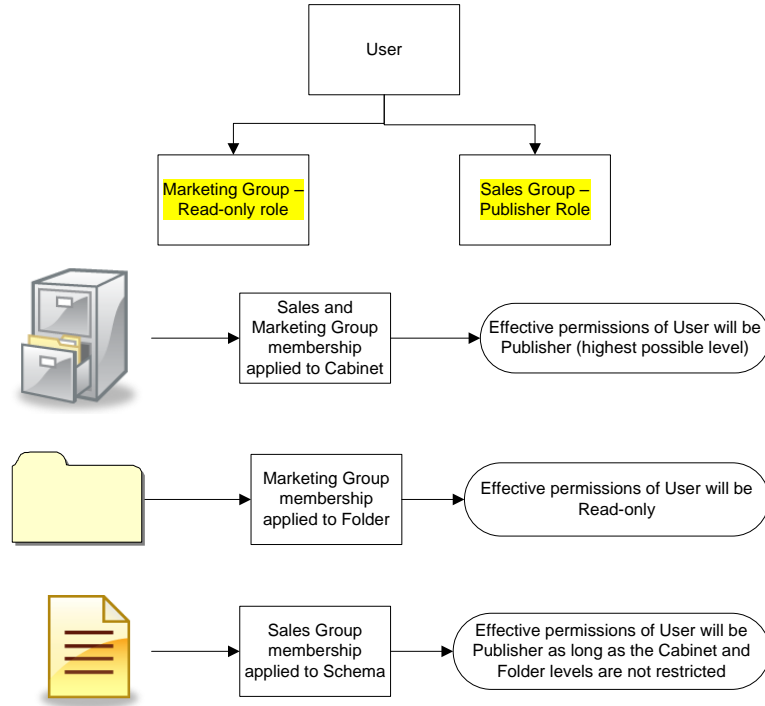 User
Marketing Group –
Read-only role
Sales Group –
Publisher Role
Sales and
Marketing Group
membership
applied to Cabinet
Effective permissions of User will be
Publisher (highest possible level)
Marketing Group
membership
applied to Folder
Effective permissions of User will be
Read-only
Sales Group
membership
applied to Schema
Effective permissions of User will be
Publisher as long as the Cabinet and
Folder levels are not restricted